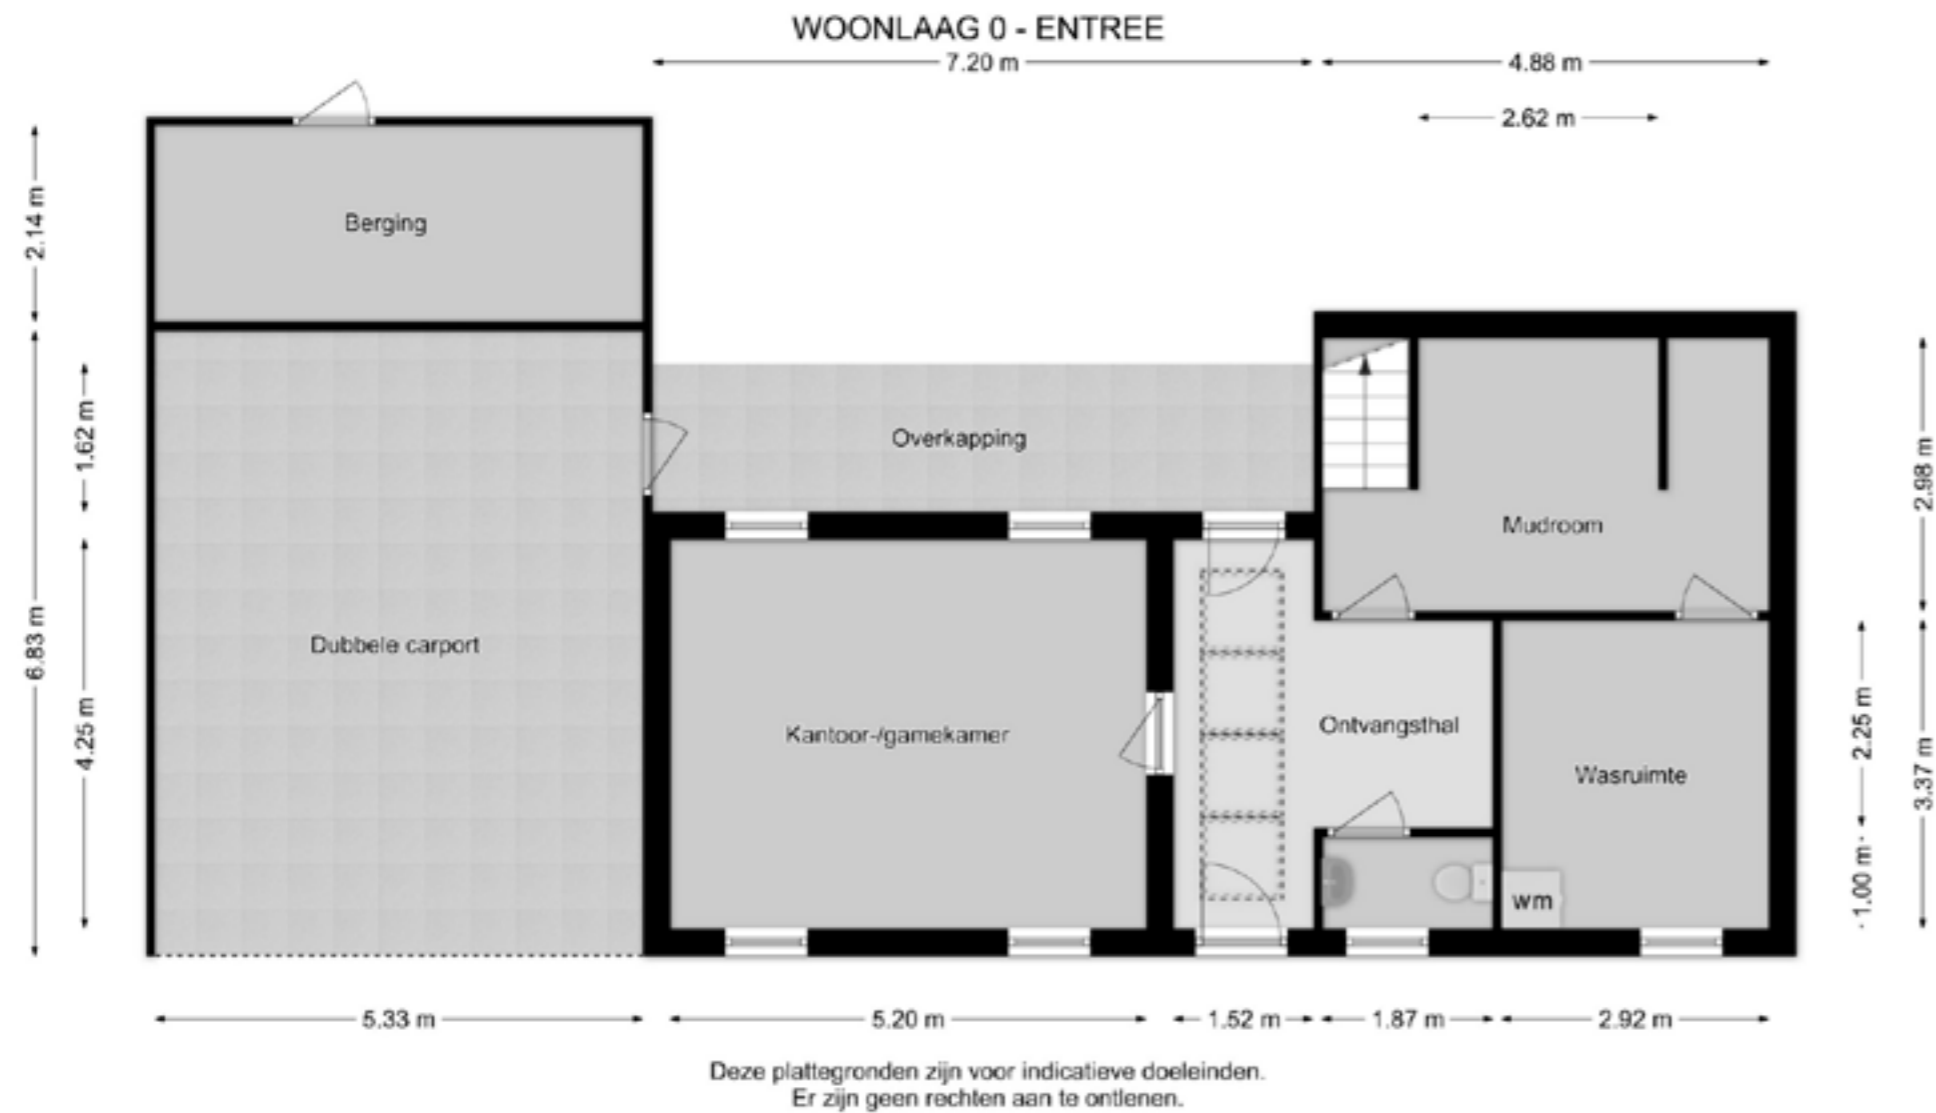 WOONLAAG 0 - ENTREE
7.20 m
4.88 m
2.62 m
2.14 m
Berging
6.83 m
1.62 m
4.25 m
Overkapping
Mudroom
2.98 m
Dubbele carport
Kantoor-/gamekamer
Ontvangsthal
Wasruimte
2.25 m
3.37 m
1.00 m
wm
5.33 m
5.20 m
1.52 m
1.87 m
2.92 m
Deze plattegronden zijn voor indicatieve doeleinden.
Er zijn geen rechten aan te ontlenen.